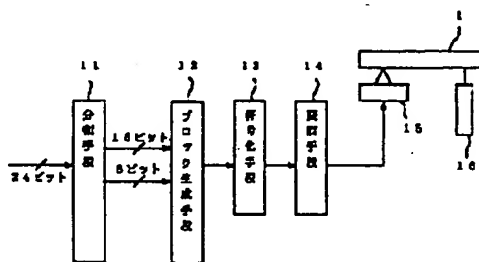 11
12
13
14
1
分割手段
16ビット
8ビット
24ビット
ブロック生成手段
符号化手段
変調手段
15
16